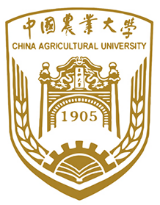 中國農業大學
CHINA AGRICULTURAL UNIVERSITY
1905